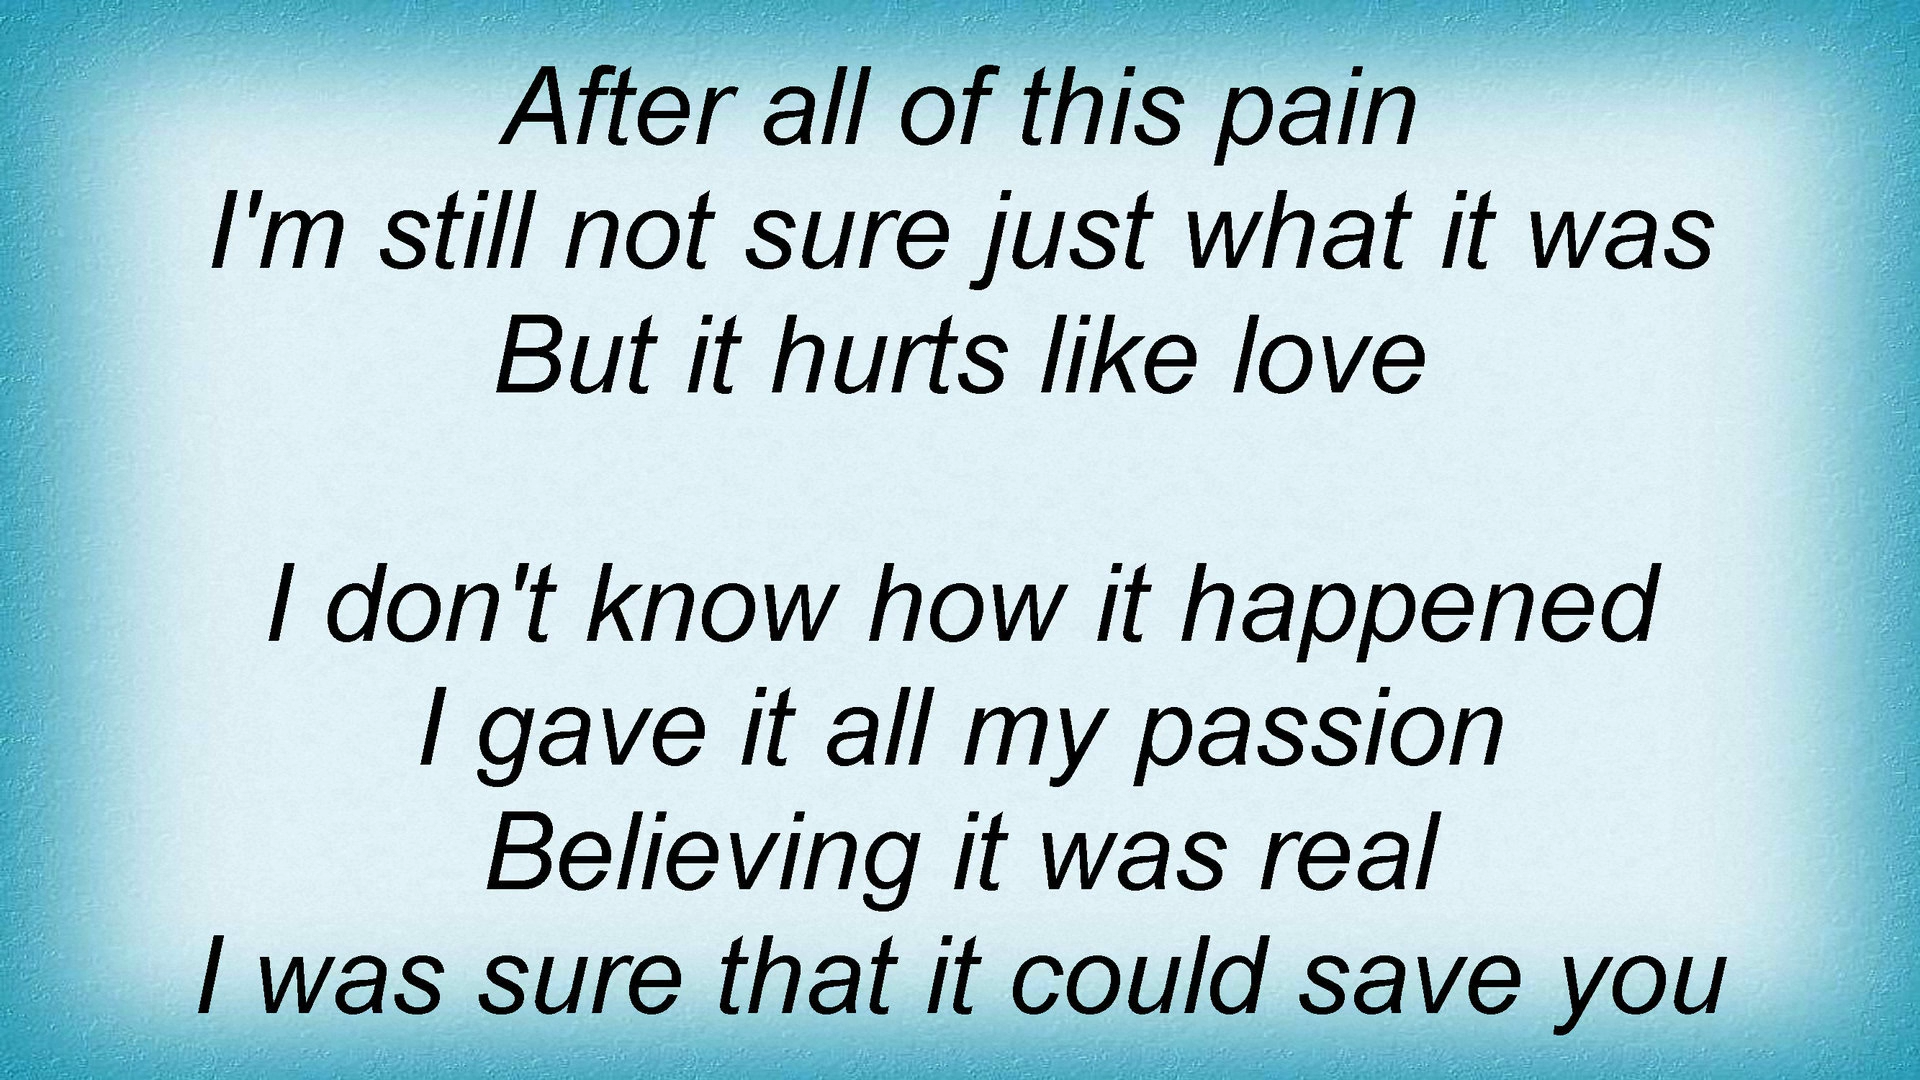 After all of this pain
I'm still not sure just what it was
But it hurts like love
I don't know how it happened
I gave it all my passion
Believing it was real
I was sure that it could save you